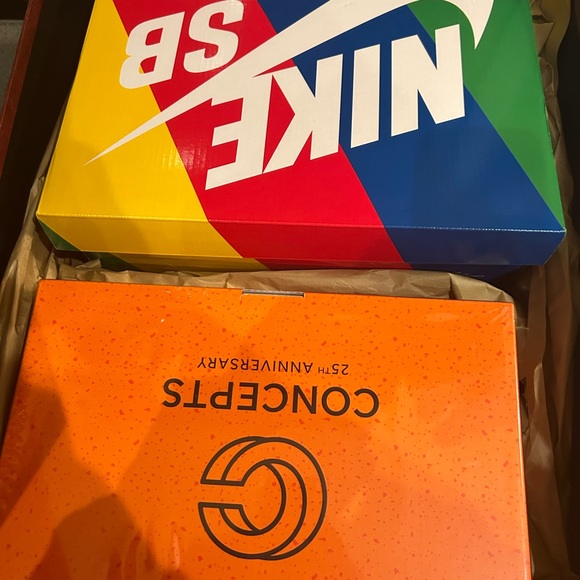 NIKE
SB
CONCEPTS
25TH ANNIVERSARY